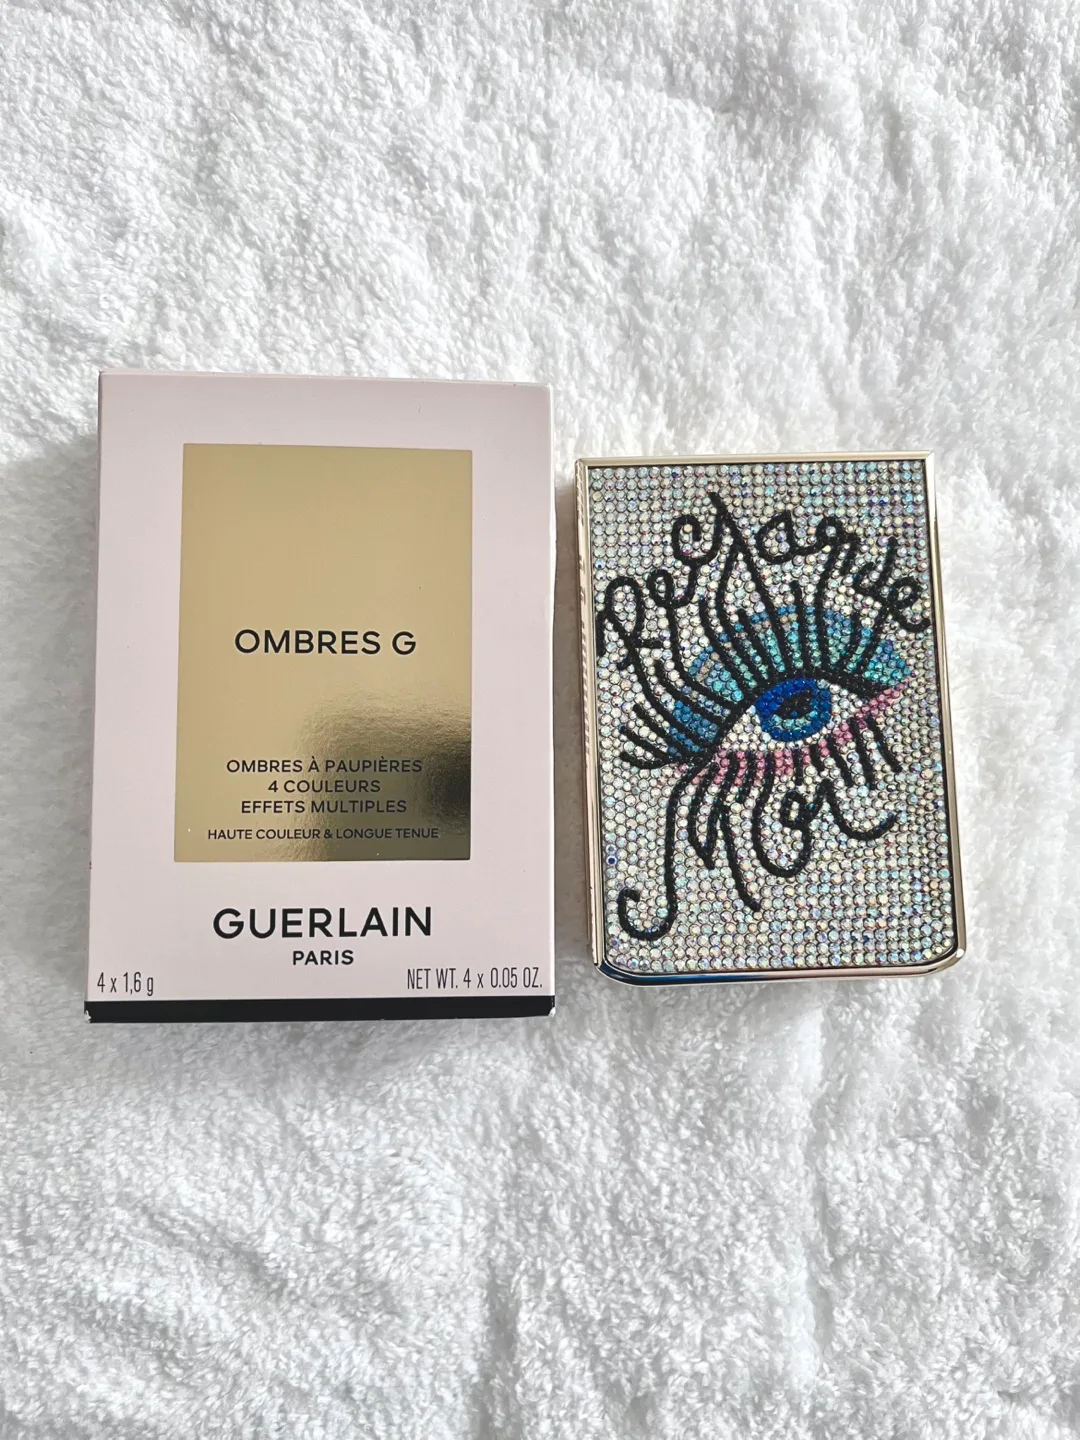 OMBRES G
OMBRES À PAUPIÈRES
4 COULEURS
EFFETS MULTIPLES
HAUTE COULEUR & LONGUE TENUE
GUERLAIN
PARIS
4 x 1,6 g
NET WT. 4 x 0.05 OZ.
Regarde
Moi